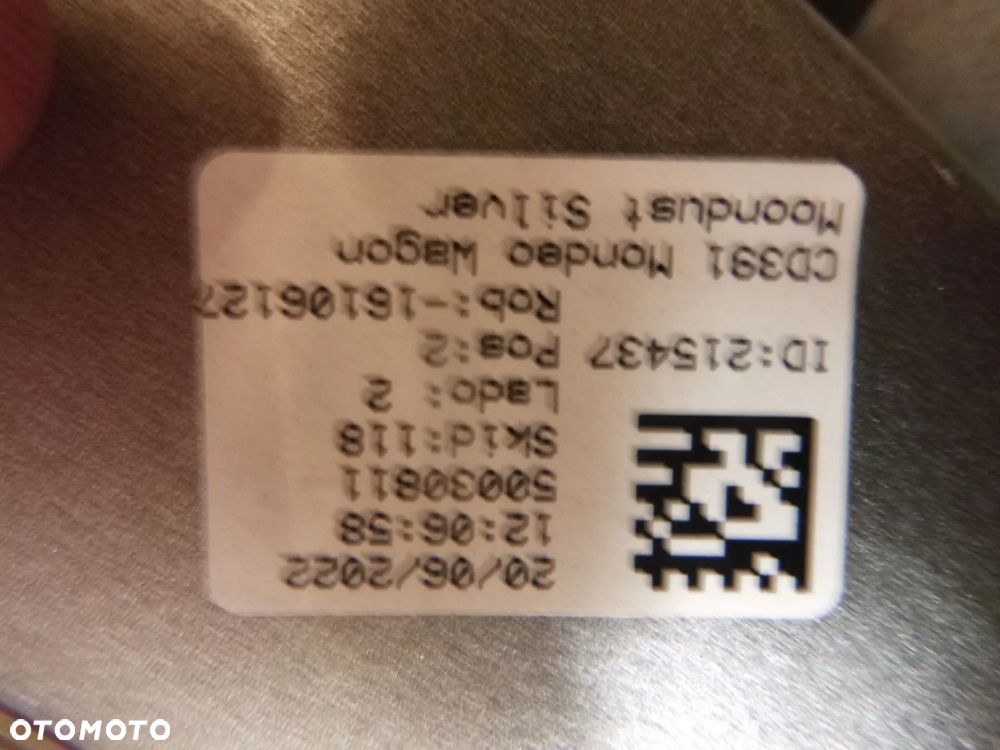 20/06/2022
12:06:58
50030811
Skid:118
Lado: 2
ID:215437 Pos:2
Rob:-16106127
CD391 Mondeo Wagon
Moondust Silver
OTOMOTO